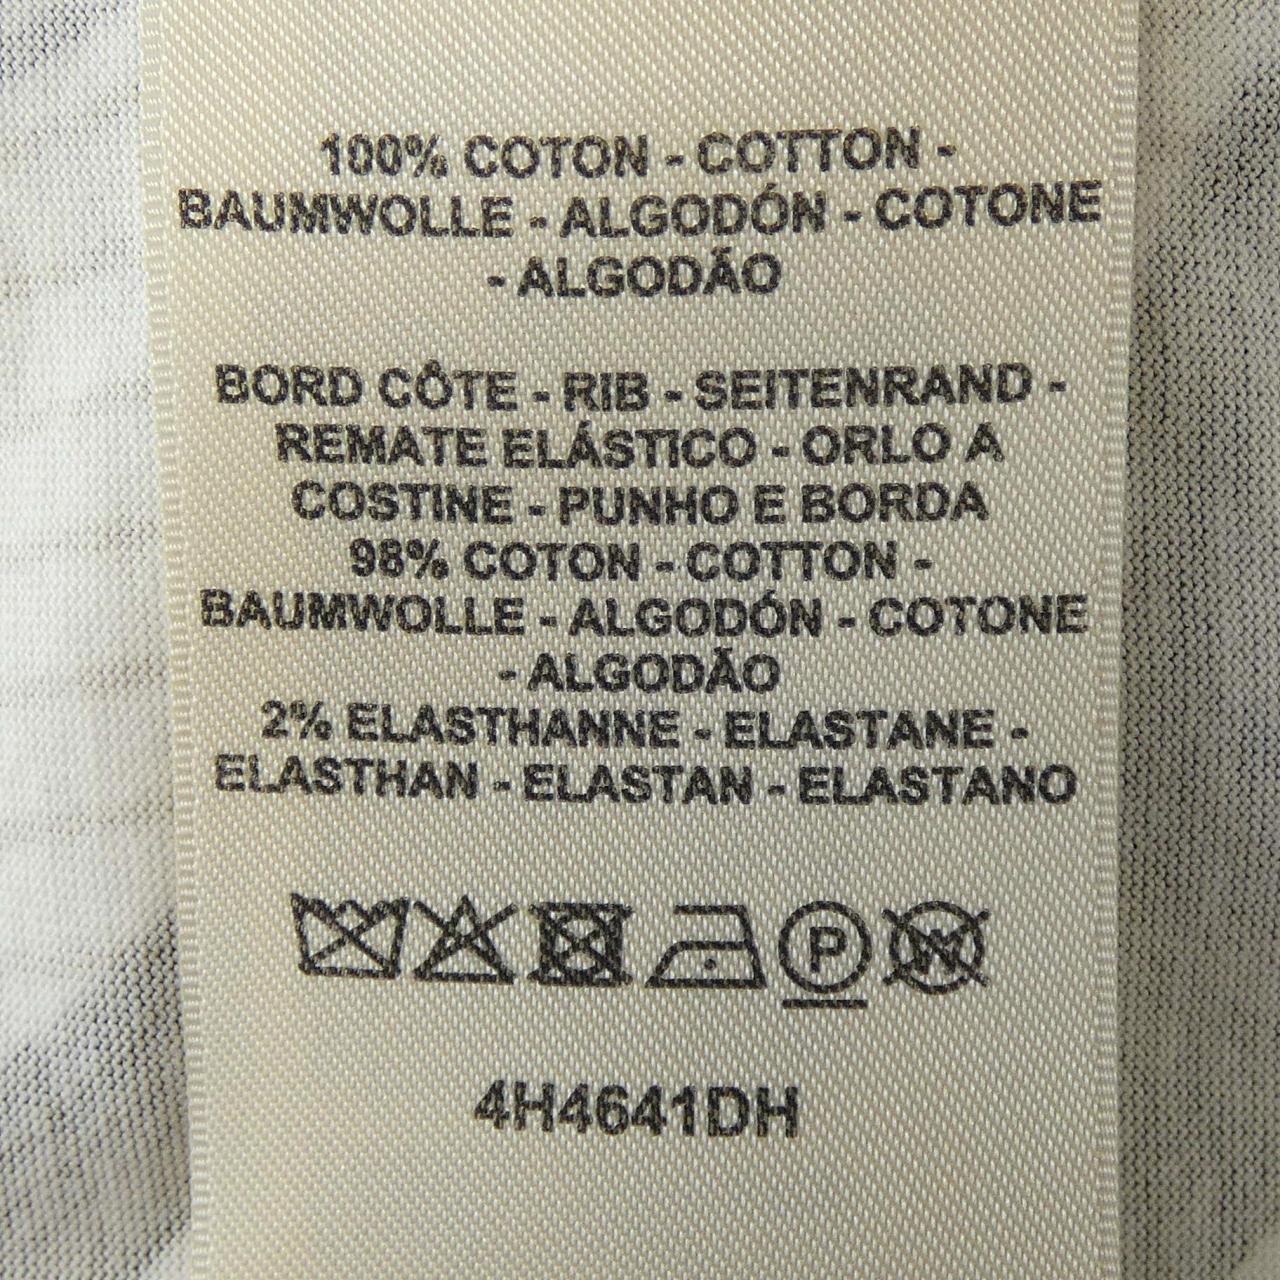 100% COTON - COTTON -
BAUMWOLLE - ALGODÓN - COTONE
- ALGODÃO
BORD CÔTE - RIB - SEITENRAND -
REMATE ELÁSTICO - ORLO A
COSTINE - PUNHO E BORDA
98% COTON - COTTON -
BAUMWOLLE - ALGODÓN - COTONE
- ALGODÃO
2% ELASTHANNE - ELASTANE -
ELASTHAN - ELASTAN - ELASTANO
P W
4H4641DH